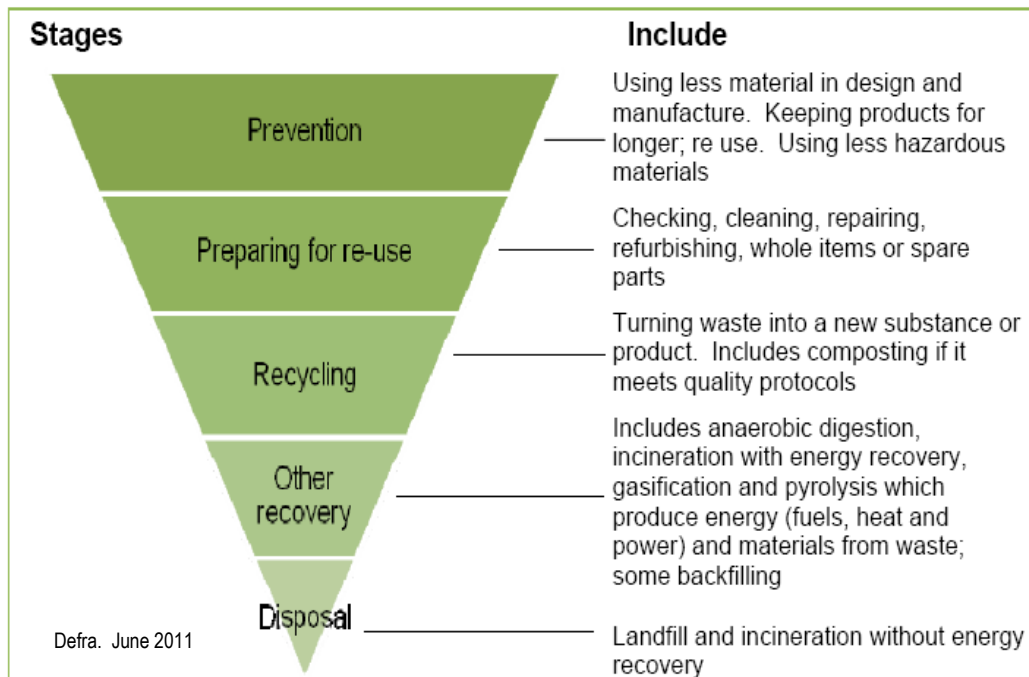 Stages
Include
Prevention
Using less material in design and
manufacture. Keeping products for
longer; re use. Using less hazardous
materials
Preparing for re-use
Checking, cleaning, repairing,
refurbishing, whole items or spare
parts
Recycling
Turning waste into a new substance or
product. Includes composting if it
meets quality protocols
Other
recovery
Includes anaerobic digestion,
incineration with energy recovery,
gasification and pyrolysis which
produce energy (fuels, heat and
power) and materials from waste;
some backfilling
Disposal
Landfill and incineration without energy
recovery
Defra. June 2011